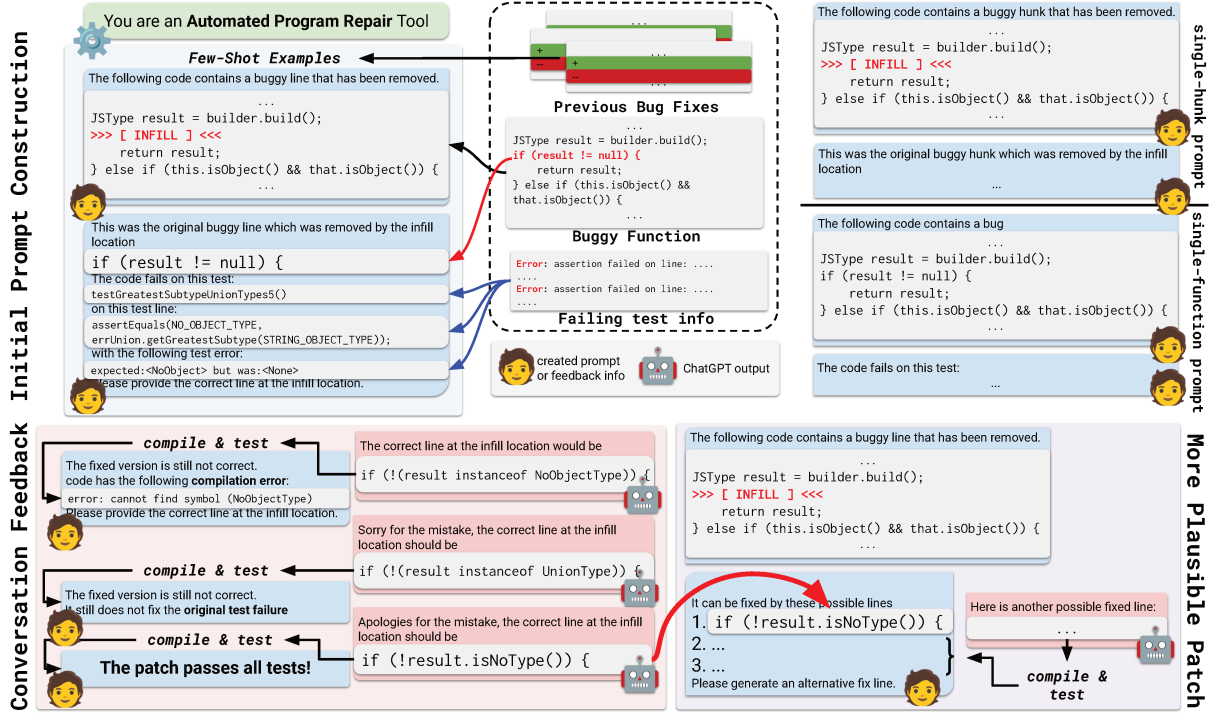 Initial Prompt Construction
You are an Automated Program Repair Tool
Few-Shot Examples
The following code contains a buggy line that has been removed.
...
JSType result = builder.build();
>>> [ INFILL ] <<<
return result;
} else if (this.isObject() && that.isObject()) {
...
This was the original buggy line which was removed by the infill
location
if (result != null) {
The code fails on this test:
testGreatestSubtypeUnionTypes5()
on this test line:
assertEquals(NO_OBJECT_TYPE,
errUnion.getGreatestSubtype(STRING_OBJECT_TYPE));
with the following test error:
expected:<NoObject> but was:<None>
Please provide the correct line at the infill location.
...
+
--
...
+
--
...
Previous Bug Fixes
...
JSType result = builder.build();
if (result != null) {
return result;
} else if (this.isObject() &&
that.isObject()) {
...
Buggy Function
Error: assertion failed on line: ....
....
Error: assertion failed on line: ....
....
Failing test info
created prompt
or feedback info
ChatGPT output
single-hunk prompt
The following code contains a buggy hunk that has been removed.
...
JSType result = builder.build();
>>> [ INFILL ] <<<
return result;
} else if (this.isObject() && that.isObject()) {
...
This was the original buggy hunk which was removed by the infill
location
...
single-function prompt
The following code contains a bug
...
JSType result = builder.build();
if (result != null) {
return result;
} else if (this.isObject() && that.isObject()) {
...
The code fails on this test:
...
Conversation Feedback
compile & test
The fixed version is still not correct.
code has the following compilation error:
error: cannot find symbol (NoObjectType)
Please provide the correct line at the infill location.
The correct line at the infill location would be
if (!(result instanceof NoObjectType)) {
Sorry for the mistake, the correct line at the infill
location should be
if (!(result instanceof UnionType)) {
compile & test
The fixed version is still not correct.
It still does not fix the original test failure
Apologies for the mistake, the correct line at the infill
location should be
if (!result.isNoType()) {
compile & test
The patch passes all tests!
More Plausible Patch
The following code contains a buggy line that has been removed.
...
JSType result = builder.build();
>>> [ INFILL ] <<<
return result;
} else if (this.isObject() && that.isObject()) {
...
It can be fixed by these possible lines
1. if (!result.isNoType()) {
2. ...
3. ...
Please generate an alternative fix line.
}
Here is another possible fixed line:
...
compile &
test